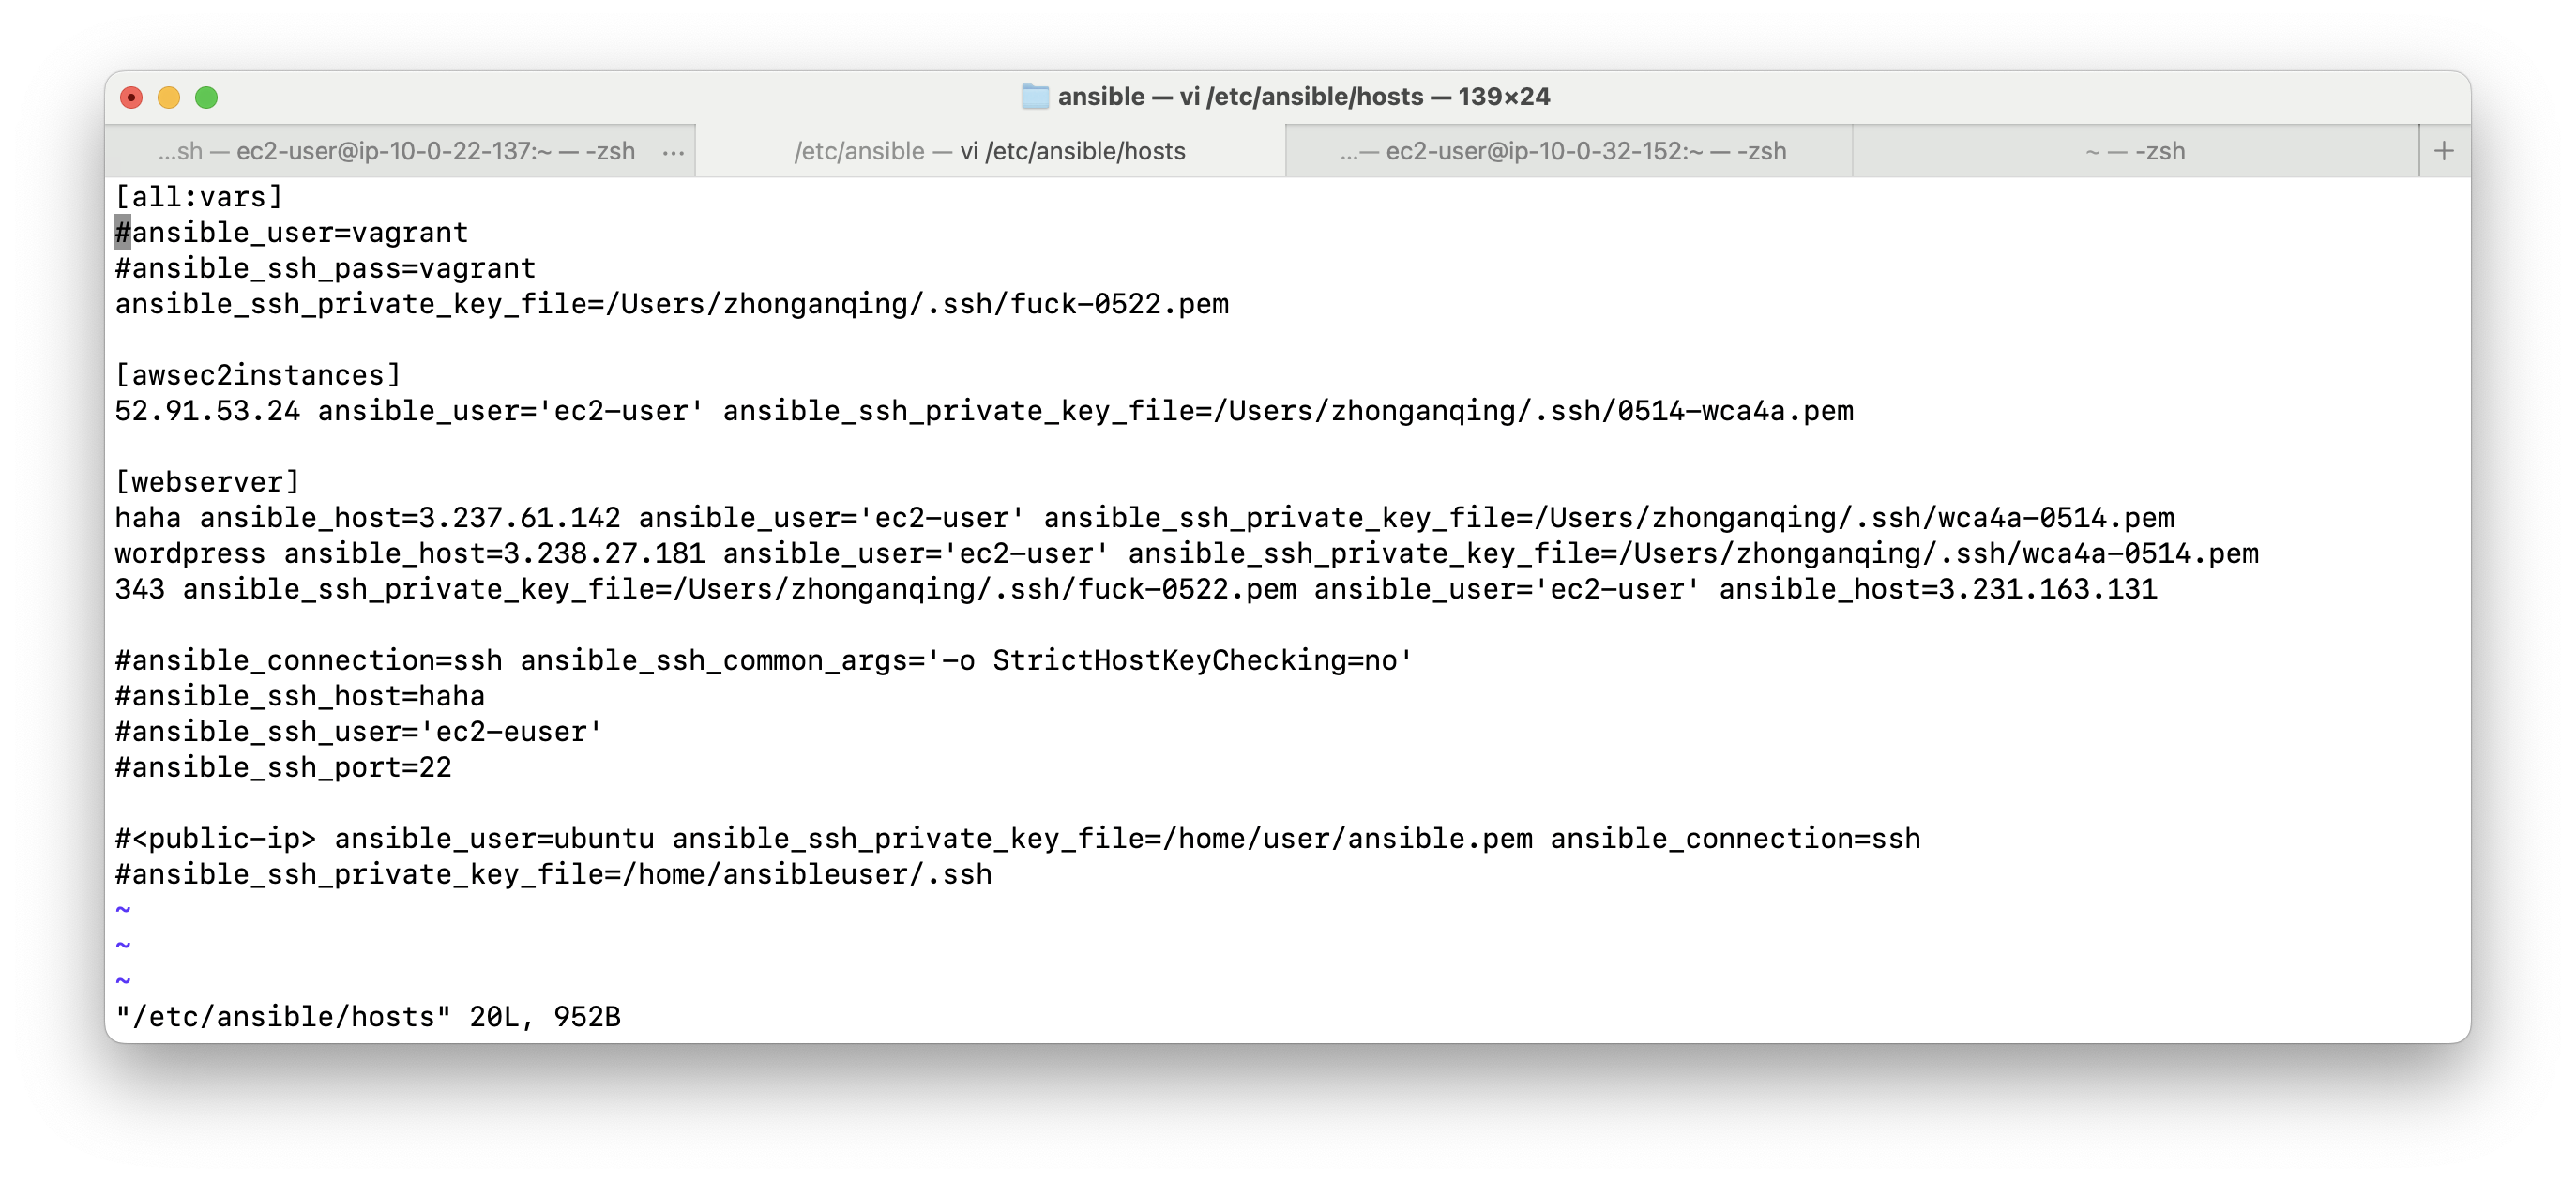 ansible — vi /etc/ansible/hosts — 139×24
...sh — ec2-user@ip-10-0-22-137:~ — -zsh ...
/etc/ansible — vi /etc/ansible/hosts
...— ec2-user@ip-10-0-32-152:~ — -zsh
~ — -zsh
+
[all:vars]
#ansible_user=vagrant
#ansible_ssh_pass=vagrant
ansible_ssh_private_key_file=/Users/zhonganqing/.ssh/fuck-0522.pem
[awsec2instances]
52.91.53.24 ansible_user='ec2-user' ansible_ssh_private_key_file=/Users/zhonganqing/.ssh/0514-wca4a.pem
[webserver]
haha ansible_host=3.237.61.142 ansible_user='ec2-user' ansible_ssh_private_key_file=/Users/zhonganqing/.ssh/wca4a-0514.pem
wordpress ansible_host=3.238.27.181 ansible_user='ec2-user' ansible_ssh_private_key_file=/Users/zhonganqing/.ssh/wca4a-0514.pem
343 ansible_ssh_private_key_file=/Users/zhonganqing/.ssh/fuck-0522.pem ansible_user='ec2-user' ansible_host=3.231.163.131
#ansible_connection=ssh ansible_ssh_common_args='-o StrictHostKeyChecking=no'
#ansible_ssh_host=haha
#ansible_ssh_user='ec2-euser'
#ansible_ssh_port=22
#<public-ip> ansible_user=ubuntu ansible_ssh_private_key_file=/home/user/ansible.pem ansible_connection=ssh
#ansible_ssh_private_key_file=/home/ansibleuser/.ssh
~
~
~
"/etc/ansible/hosts" 20L, 952B